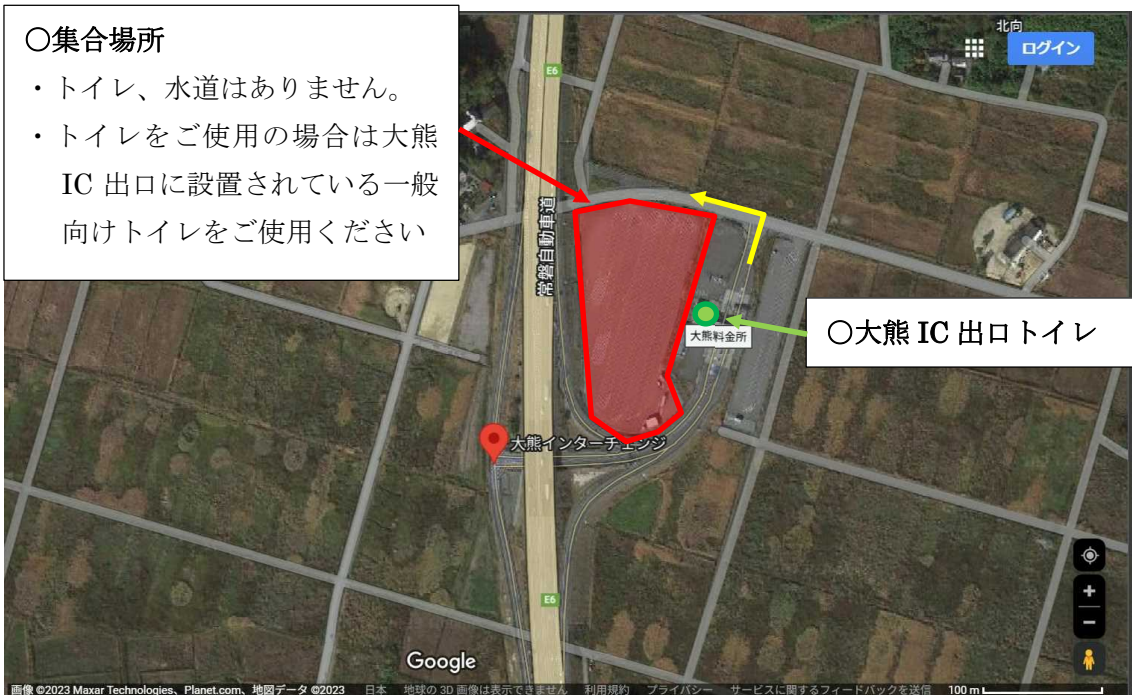 ○集合場所
・トイレ、水道はありません。
・トイレをご使用の場合は大熊
IC 出口に設置されている一般
向けトイレをご使用ください
北向
ログイン
E6
常磐自動車道
大熊料金所
○大熊 IC 出口トイレ
大熊インターチェンジ
E6
Google
画像 ©2023 Maxar Technologies、Planet.com、地図データ ©2023 日本 地球の 3D 画像は表示できません 利用規約 プライバシー サービスに関するフィードバックを送信 100 m